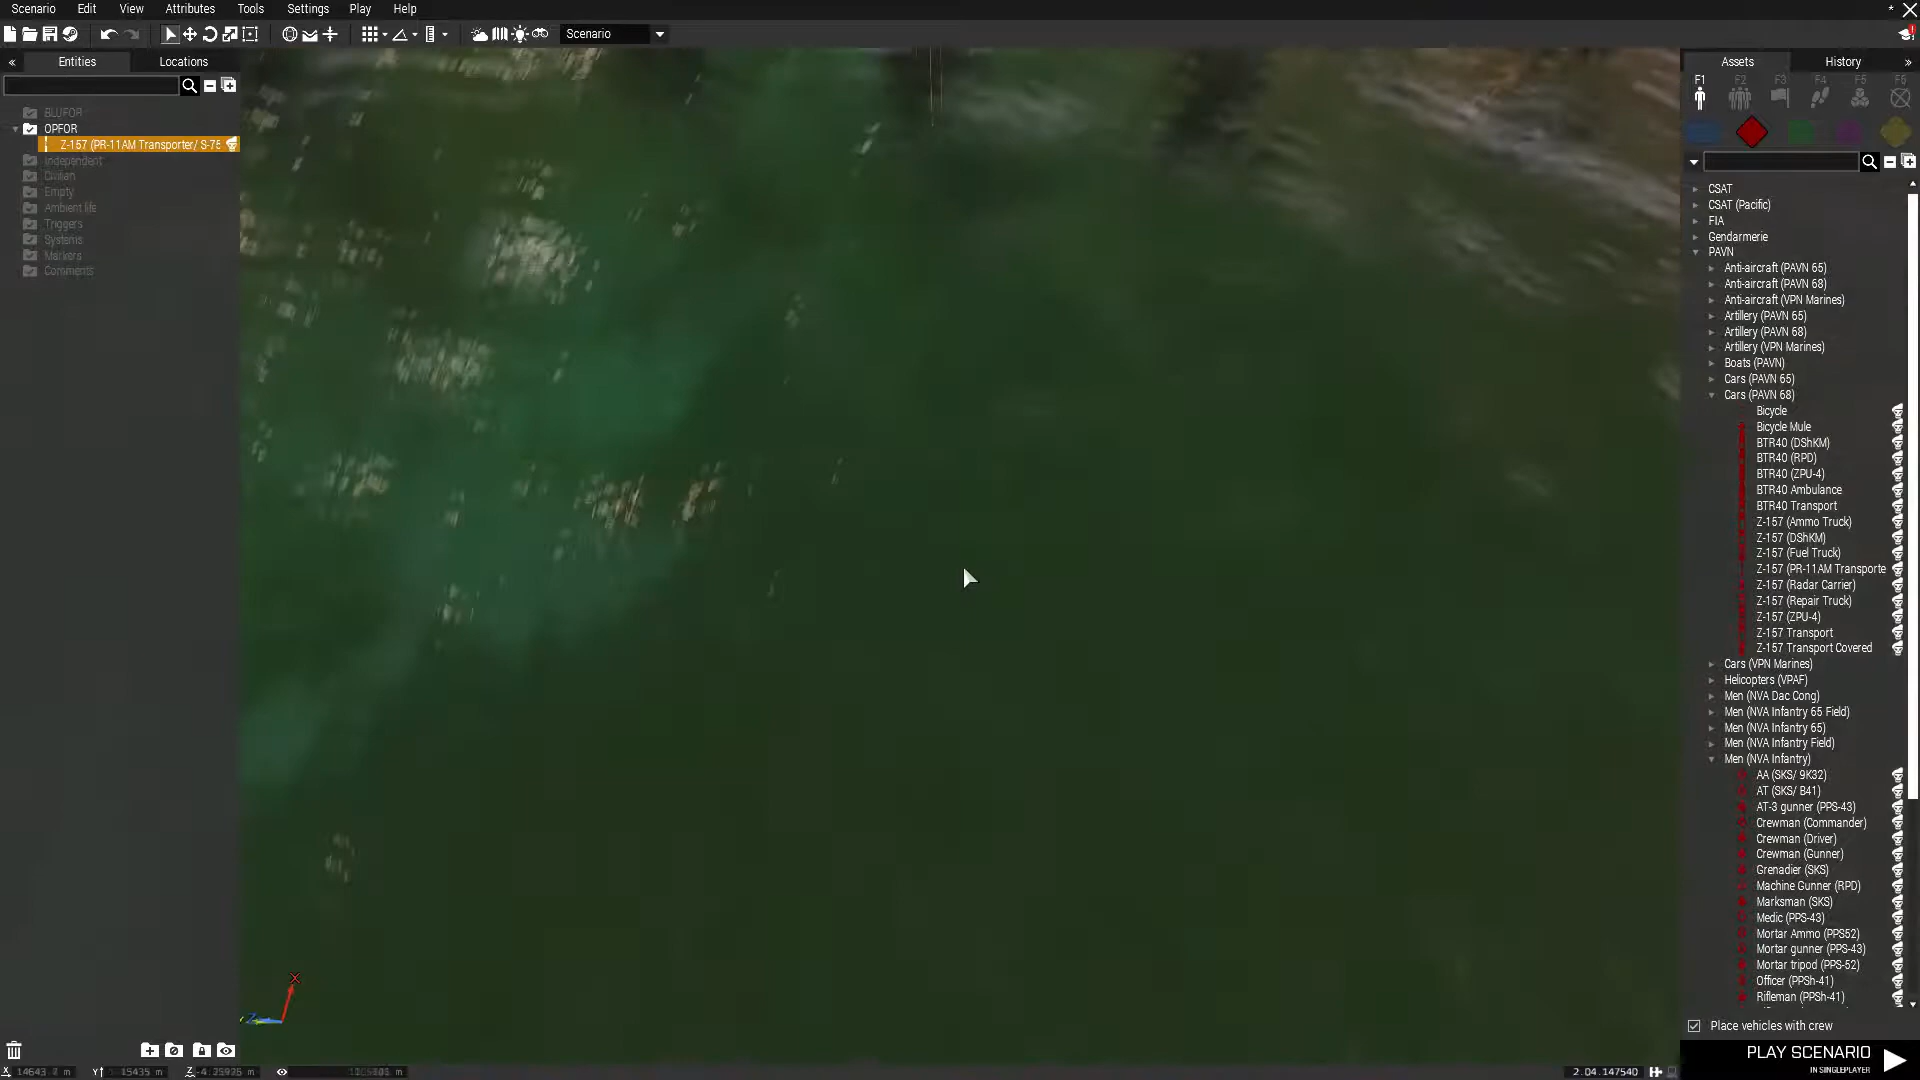 Scenario Edit View Attributes Tools Settings Play Help
*
Scenario
Entities Locations
Assets History
F1 F2 F3 F4 F5 F6
BLUFOR
OPFOR
Z-157 (PR-11AM Transporter/ S-75
Independent
Civilian
Empty
Ambient life
Triggers
Systems
Markers
Comments
CSAT
CSAT (Pacific)
FIA
Gendarmerie
PAVN
Anti-aircraft (PAVN 65)
Anti-aircraft (PAVN 68)
Anti-aircraft (VPN Marines)
Artillery (PAVN 65)
Artillery (PAVN 68)
Artillery (VPN Marines)
Boats (PAVN)
Cars (PAVN 65)
Cars (PAVN 68)
Bicycle
Bicycle Mule
BTR40 (DShKM)
BTR40 (RPD)
BTR40 (ZPU-4)
BTR40 Ambulance
BTR40 Transport
Z-157 (Ammo Truck)
Z-157 (DShKM)
Z-157 (Fuel Truck)
Z-157 (PR-11AM Transporte
Z-157 (Radar Carrier)
Z-157 (Repair Truck)
Z-157 (ZPU-4)
Z-157 Transport
Z-157 Transport Covered
Cars (VPN Marines)
Helicopters (VPAF)
Men (NVA Dac Cong)
Men (NVA Infantry 65 Field)
Men (NVA Infantry 65)
Men (NVA Infantry Field)
Men (NVA Infantry)
AA (SKS/ 9K32)
AT (SKS/ B41)
AT-3 gunner (PPS-43)
Crewman (Commander)
Crewman (Driver)
Crewman (Gunner)
Grenadier (SKS)
Machine Gunner (RPD)
Marksman (SKS)
Medic (PPS-43)
Mortar Ammo (PPS52)
Mortar gunner (PPS-43)
Mortar tripod (PPS-52)
Officer (PPSh-41)
Rifleman (PPSh-41)
Place vehicles with crew
PLAY SCENARIO
IN SINGLEPLAYER
X Y Z m 2.04.147540